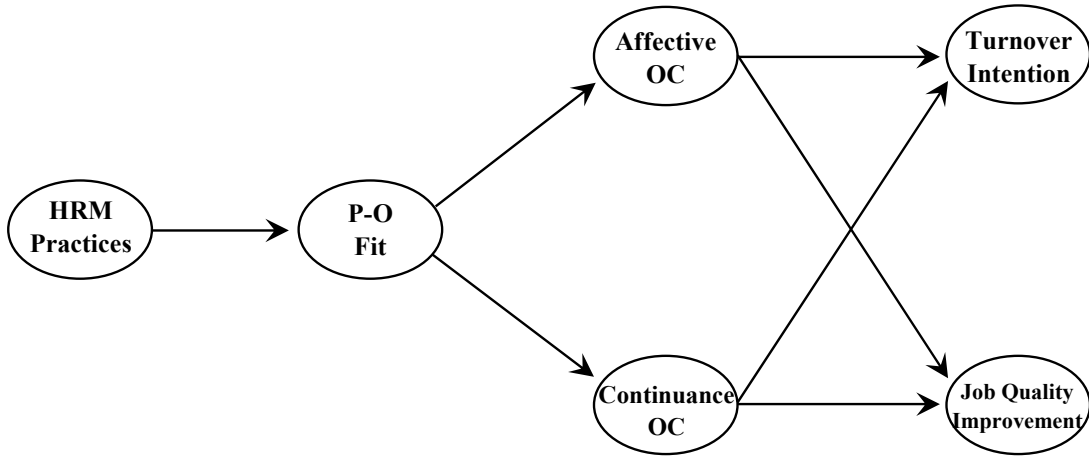 Affective
OC
Turnover
Intention
HRM
Practices
P-O
Fit
Continuance
OC
Job Quality
Improvement